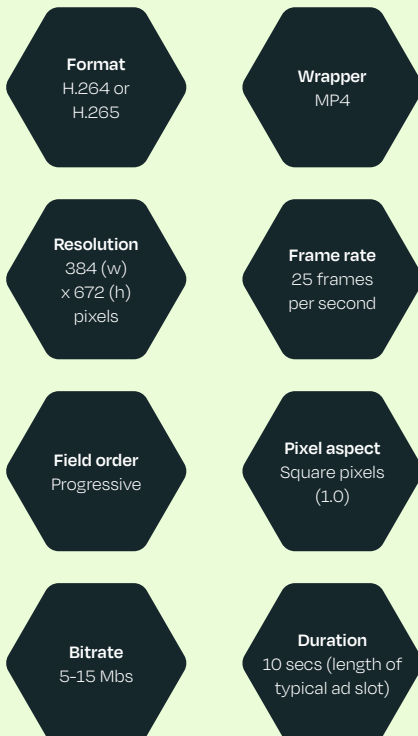 Format
H.264 or
H.265
Wrapper
MP4
Resolution
384 (w)
x 672 (h)
pixels
Frame rate
25 frames
per second
Field order
Progressive
Pixel aspect
Square pixels
(1.0)
Bitrate
5-15 Mbs
Duration
10 secs (length of
typical ad slot)